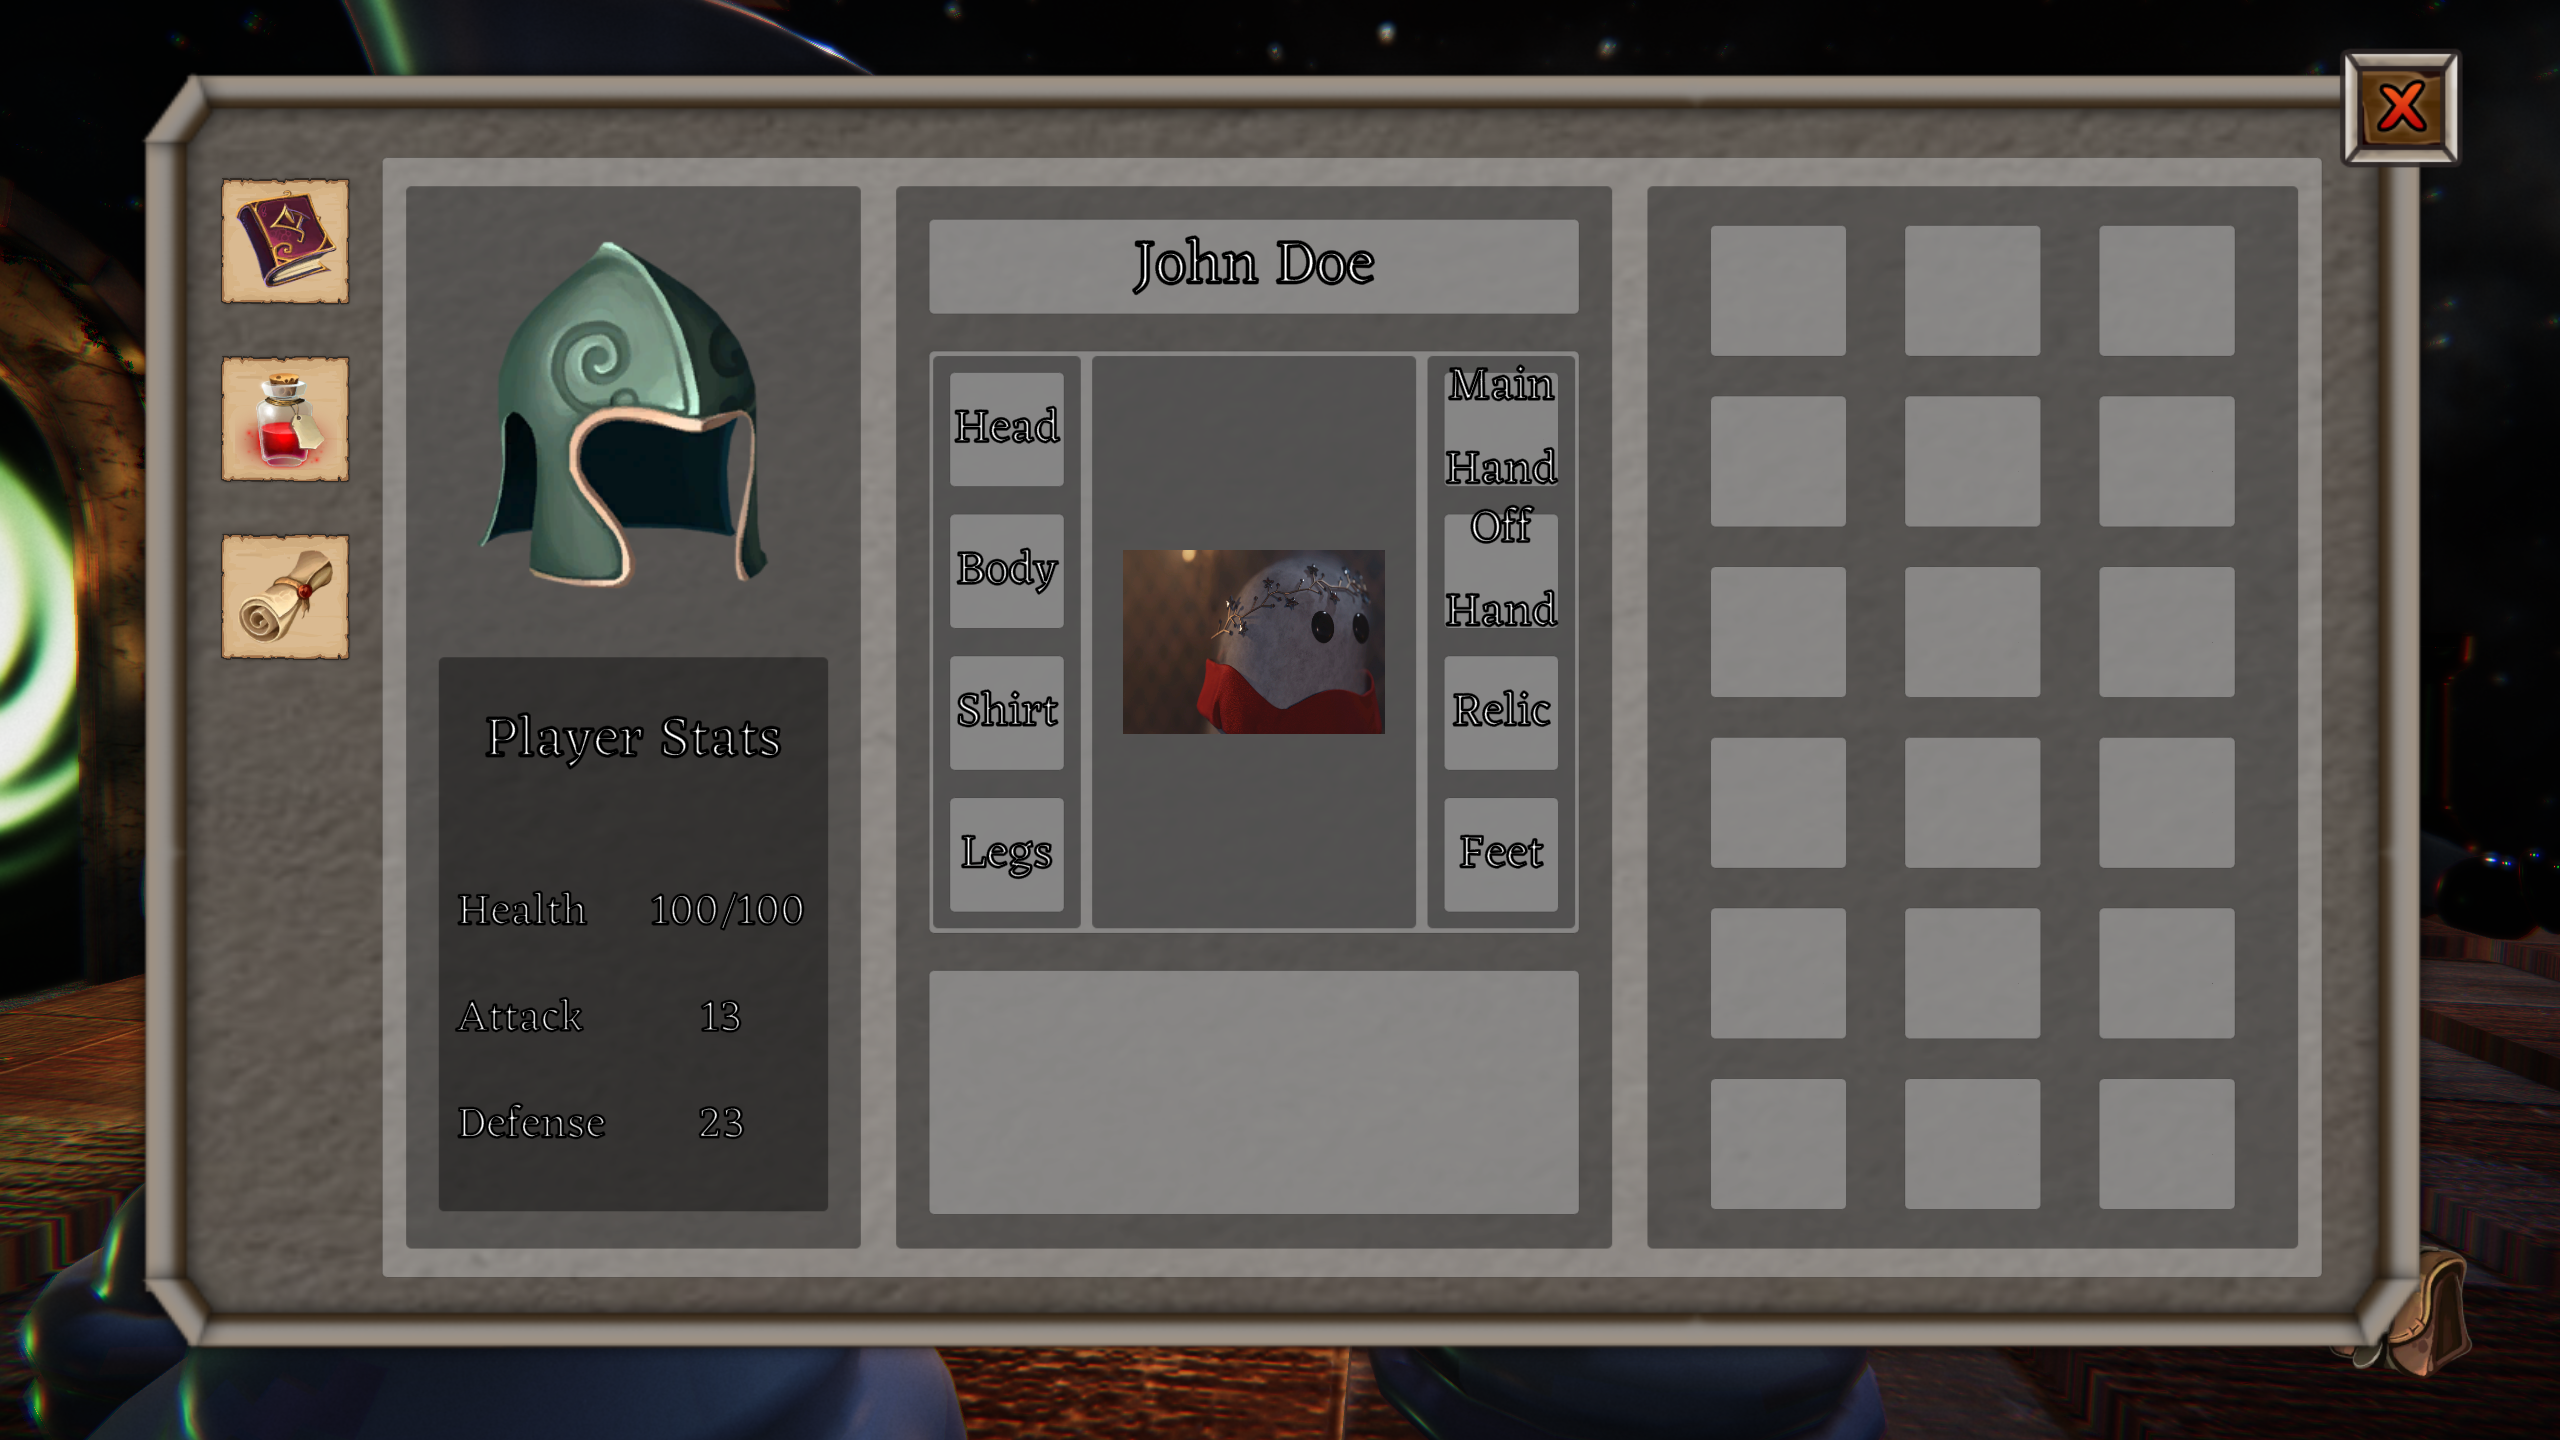 John Doe
Head
Body
Shirt
Legs
Main
Hand
Off
Hand
Relic
Feet
Player Stats
Health 100/100
Attack 13
Defense 23